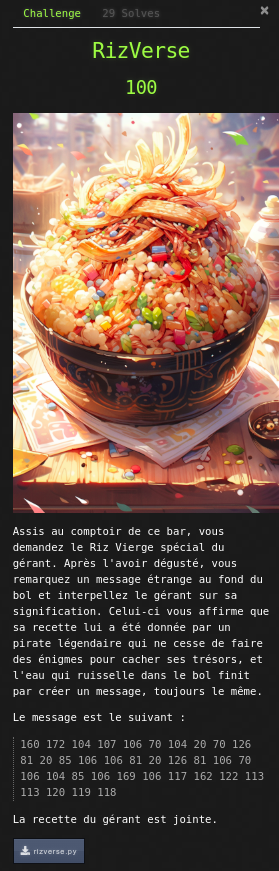 Challenge 29 Solves ×
RizVerse
100
Assis au comptoir de ce bar, vous
demandez le Riz Vierge spécial du
gérant. Après l'avoir dégusté, vous
remarquez un message étrange au fond du
bol et interpellez le gérant sur sa
signification. Celui-ci vous affirme que
sa recette lui a été donnée par un
pirate légendaire qui ne cesse de faire
des énigmes pour cacher ses trésors, et
l'eau qui ruisselle dans le bol finit
par créer un message, toujours le même.
Le message est le suivant :
160 172 104 107 106 70 104 20 70 126
81 20 85 106 106 81 20 126 81 106 70
106 104 85 106 169 106 117 162 122 113
113 120 119 118
La recette du gérant est jointe.
rizverse.py